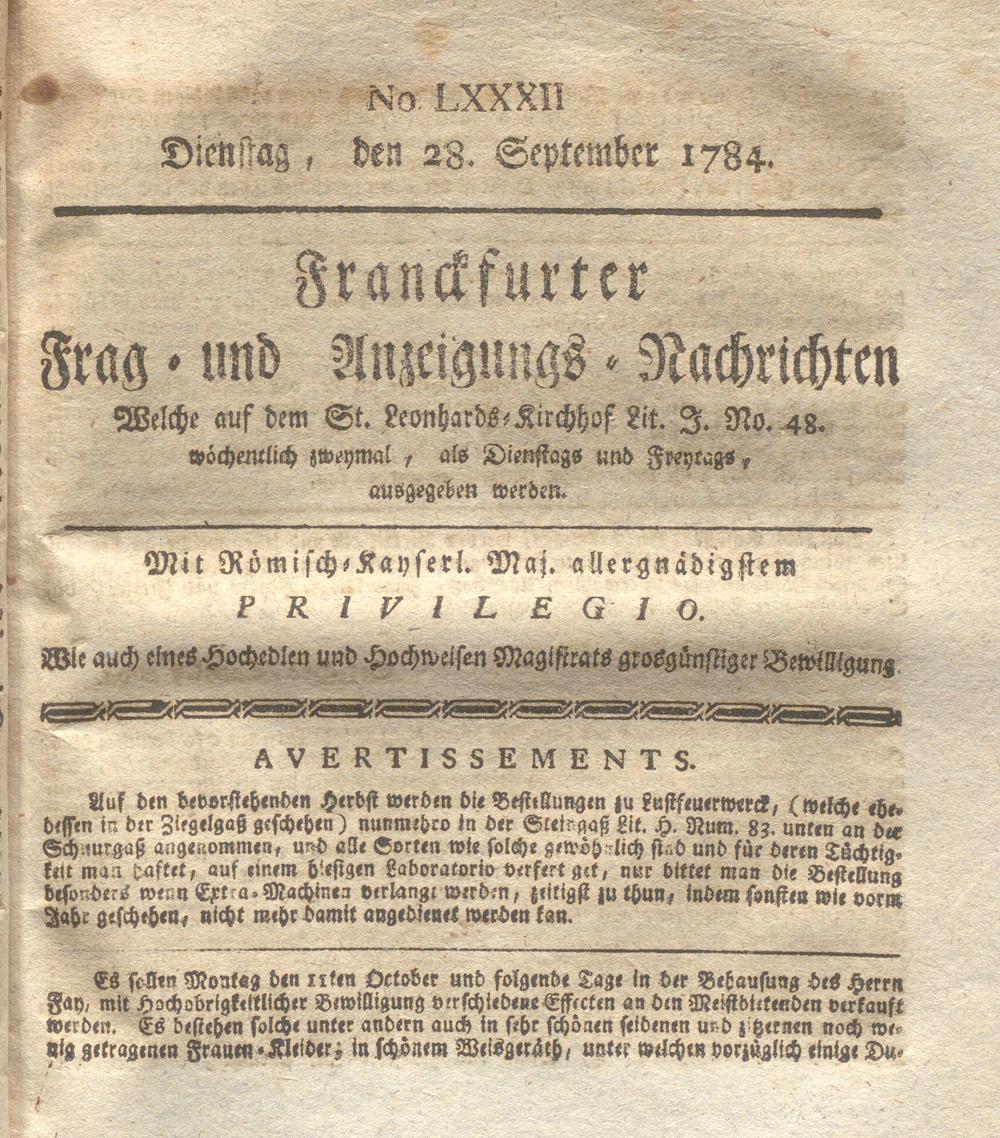 No LXXXII
Dienstag, den 28. September 1784.
Franckfurter
Frag- und Anzeigungs-Nachrichten
Welche auf dem St. Leonhards-Kirchhof Lit. J. No. 48.
wöchentlich zweymal, als Dienstags und Freytags,
ausgegeben werden.
Mit Römisch-Kayserl. Maj. allergnädigstem
PRIVILEGIO.
Wie auch eines Hochedlen und Hochweisen Magistrats grosgünstiger Bewilligung.
AVERTISSEMENTS.
Auf den bevorstehenden Herbst werden die Bestellungen zu Lustfeuerwerck, (welche ehe-
dessen in der Ziegelgaß geschehen) nunmehro in der Steingaß Lit. H. Num. 83. unten an der
Schnurgaß angenommen, und alle Sorten wie solche gewöhnlich sind und für deren Tüchtig-
keit man haftet, auf einem hiesigen Laboratorio verfertget, nur bittet man die Bestellung
besonders wenn Extra-Machinen verlangt werden, zeitigst zu thun, indem sonsten wie vorm
Jahr geschehen, nicht mehr damit angedienet werden kan.
Es sollen Montag den 11ten October und folgende Tage in der Behausung des Herrn
Fay, mit Hochobrigkeitlicher Bewilligung verschiedene Effecten an den Meistbietenden verkauft
werden. Es bestehen solche unter andern auch in sehr schönen seidenen und zitzernen noch we-
nig getragenen Frauen-Kleider; in schönem Weisgeräth, unter welchen vorzüglich einige Du-